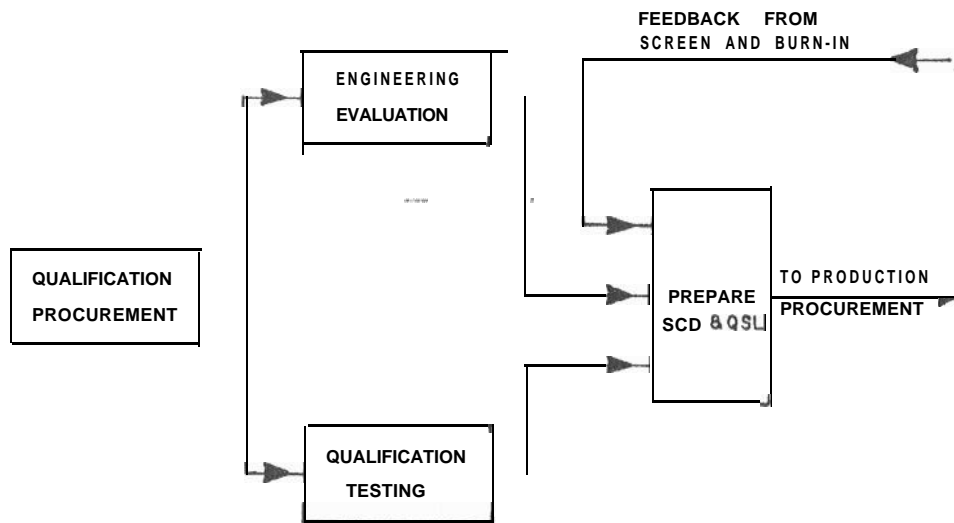 FEEDBACK FROM
SCREEN AND BURN-IN
ENGINEERING
EVALUATION
QUALIFICATION
PROCUREMENT
PREPARE
SCD & QSL
TO PRODUCTION
PROCUREMENT
QUALIFICATION
TESTING